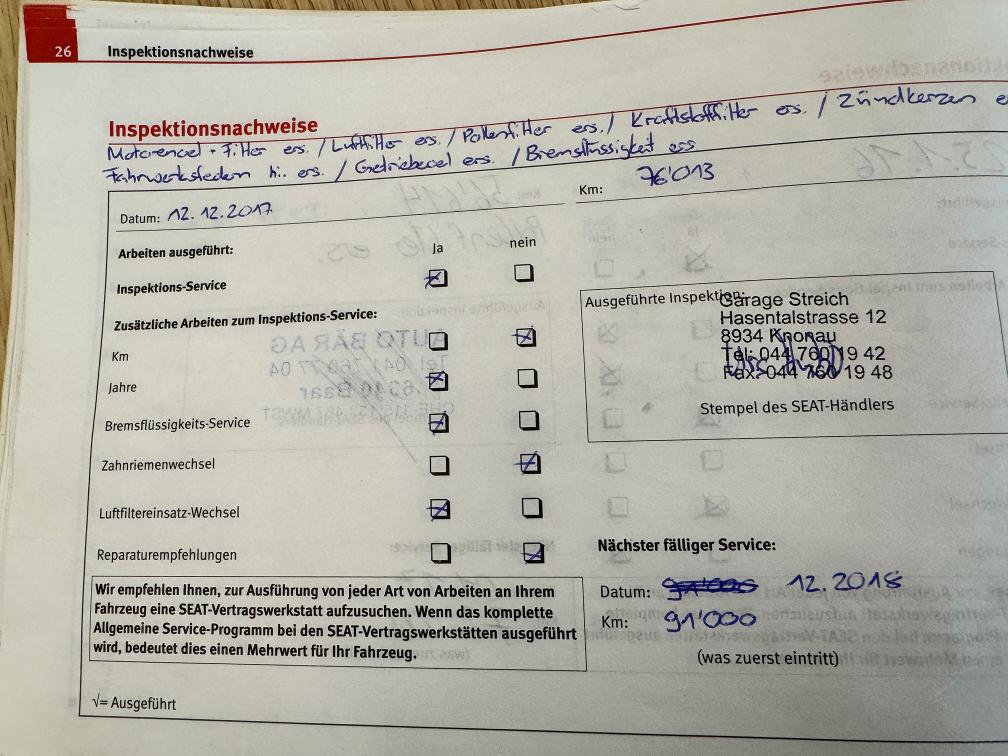 26 Inspektionsnachweise
Inspektionsnachweise
Motorenoel + Filter ers. / Luftfilter ers. / Pollenfilter ers. / Kraftstofffilter ers. / Zündkerzen
Fahrwerksfedern hi. ers. / Getriebeoel ers. / Bremsflüssigkeit ers
Datum: 12.12.2017
Km: 76'013
Arbeiten ausgeführt:
Ja nein
Inspektions-Service
Zusätzliche Arbeiten zum Inspektions-Service:
Km
Jahre
Bremsflüssigkeits-Service
Zahnriemenwechsel
Luftfiltereinsatz-Wechsel
Reparaturempfehlungen
Ausgeführte Inspektion:
Garage Streich
Hasentalstrasse 12
8934 Knonau
Tel: 044 760 19 42
Fax: 044 760 19 48
Stempel des SEAT-Händlers
Nächster fälliger Service:
Datum: 12.2018
Km: 91'000
(was zuerst eintritt)
Wir empfehlen Ihnen, zur Ausführung von jeder Art von Arbeiten an Ihrem
Fahrzeug eine SEAT-Vertragswerkstatt aufzusuchen. Wenn das komplette
Allgemeine Service-Programm bei den SEAT-Vertragswerkstätten ausgeführt
wird, bedeutet dies einen Mehrwert für Ihr Fahrzeug.
√= Ausgeführt